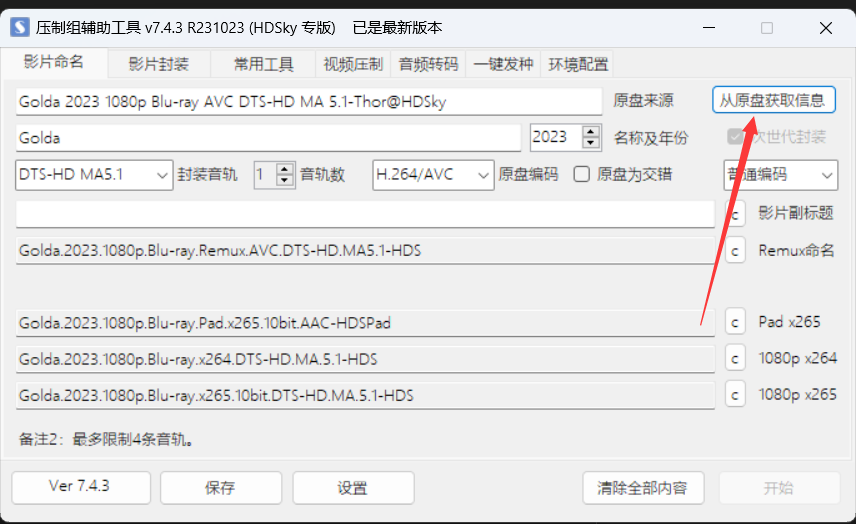 压制组辅助工具 v7.4.3 R231023 (HDSky 专版) 已是最新版本
影片命名 影片封装 常用工具 视频压制 音频转码 一键发种 环境配置
Golda 2023 1080p Blu-ray AVC DTS-HD MA 5.1-Thor@HDSky 原盘来源 从原盘获取信息
Golda 2023 名称及年份 次世代封装
DTS-HD MA5.1 封装音轨 1 音轨数 H.264/AVC 原盘编码 原盘为交错 普通编码
c 影片副标题
Golda.2023.1080p.Blu-ray.Remux.AVC.DTS-HD.MA5.1-HDS c Remux命名
Golda.2023.1080p.Blu-ray.Pad.x265.10bit.AAC-HDSPad c Pad x265
Golda.2023.1080p.Blu-ray.x264.DTS-HD.MA.5.1-HDS c 1080p x264
Golda.2023.1080p.Blu-ray.x265.10bit.DTS-HD.MA.5.1-HDS c 1080p x265
备注2：最多限制4条音轨。
Ver 7.4.3 保存 设置 清除全部内容 开始